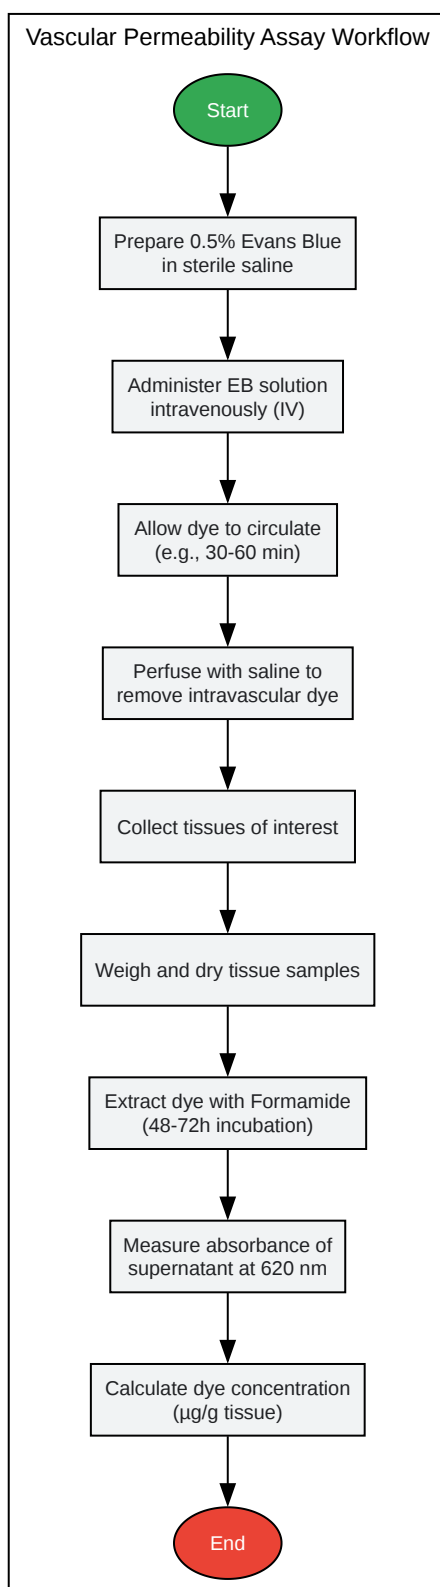 Vascular Permeability Assay Workflow
Start
Prepare 0.5% Evans Blue
in sterile saline
Administer EB solution
intravenously (IV)
Allow dye to circulate
(e.g., 30-60 min)
Perfuse with saline to
remove intravascular dye
Collect tissues of interest
Weigh and dry tissue samples
Extract dye with Formamide
(48-72h incubation)
Measure absorbance of
supernatant at 620 nm
Calculate dye concentration
(µg/g tissue)
End